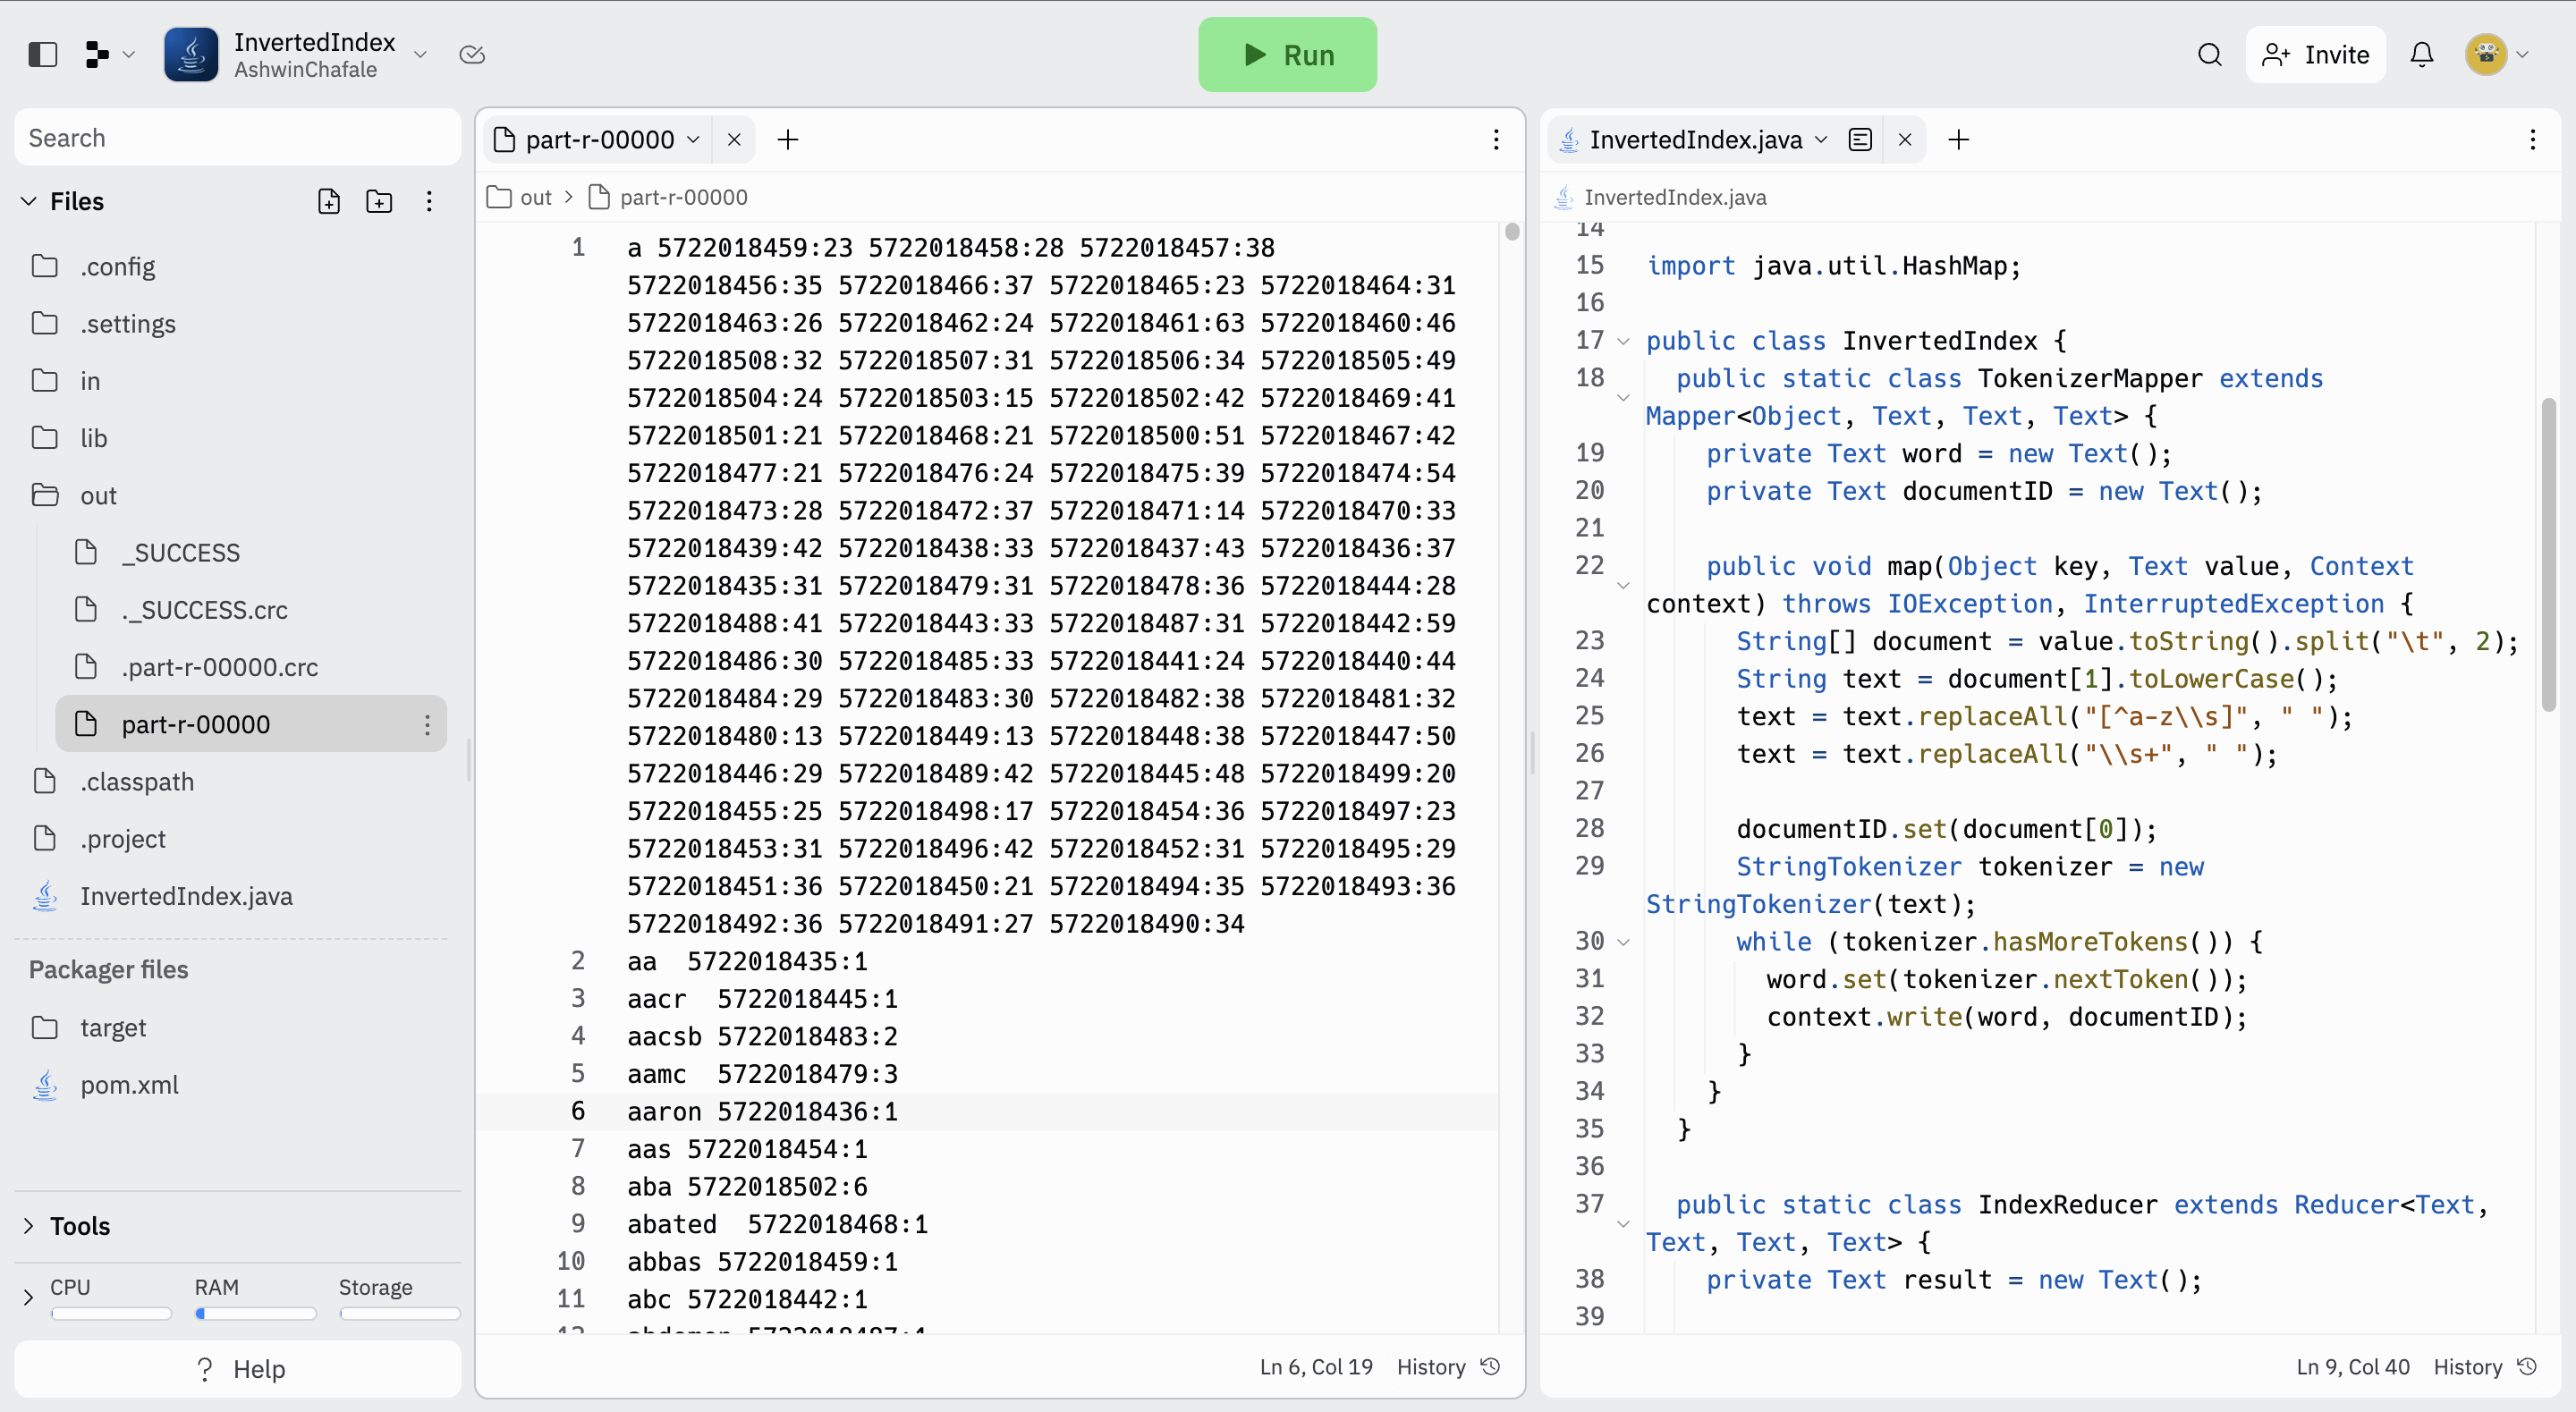 InvertedIndex
AshwinChafale
Run
Invite
Search
Files
.config
.settings
in
lib
out
_SUCCESS
._SUCCESS.crc
.part-r-00000.crc
part-r-00000
.classpath
.project
InvertedIndex.java
Packager files
target
pom.xml
Tools
CPU RAM Storage
? Help
part-r-00000
out > part-r-00000
1 a 5722018459:23 5722018458:28 5722018457:38
5722018456:35 5722018466:37 5722018465:23 5722018464:31
5722018463:26 5722018462:24 5722018461:63 5722018460:46
5722018508:32 5722018507:31 5722018506:34 5722018505:49
5722018504:24 5722018503:15 5722018502:42 5722018469:41
5722018501:21 5722018468:21 5722018500:51 5722018467:42
5722018477:21 5722018476:24 5722018475:39 5722018474:54
5722018473:28 5722018472:37 5722018471:14 5722018470:33
5722018439:42 5722018438:33 5722018437:43 5722018436:37
5722018435:31 5722018479:31 5722018478:36 5722018444:28
5722018488:41 5722018443:33 5722018487:31 5722018442:59
5722018486:30 5722018485:33 5722018441:24 5722018440:44
5722018484:29 5722018483:30 5722018482:38 5722018481:32
5722018480:13 5722018449:13 5722018448:38 5722018447:50
5722018446:29 5722018489:42 5722018445:48 5722018499:20
5722018455:25 5722018498:17 5722018454:36 5722018497:23
5722018453:31 5722018496:42 5722018452:31 5722018495:29
5722018451:36 5722018450:21 5722018494:35 5722018493:36
5722018492:36 5722018491:27 5722018490:34
2 aa 5722018435:1
3 aacr 5722018445:1
4 aacsb 5722018483:2
5 aamc 5722018479:3
6 aaron 5722018436:1
7 aas 5722018454:1
8 aba 5722018502:6
9 abated 5722018468:1
10 abbas 5722018459:1
11 abc 5722018442:1
Ln 6, Col 19 History
InvertedIndex.java
InvertedIndex.java
14
15 import java.util.HashMap;
16
17 public class InvertedIndex {
18 public static class TokenizerMapper extends
Mapper<Object, Text, Text, Text> {
19 private Text word = new Text();
20 private Text documentID = new Text();
21
22 public void map(Object key, Text value, Context
context) throws IOException, InterruptedException {
23 String[] document = value.toString().split("\t", 2);
24 String text = document[1].toLowerCase();
25 text = text.replaceAll("[^a-z\\s]", " ");
26 text = text.replaceAll("\\s+", " ");
27
28 documentID.set(document[0]);
29 StringTokenizer tokenizer = new
StringTokenizer(text);
30 while (tokenizer.hasMoreTokens()) {
31 word.set(tokenizer.nextToken());
32 context.write(word, documentID);
33 }
34 }
35 }
36
37 public static class IndexReducer extends Reducer<Text,
Text, Text, Text> {
38 private Text result = new Text();
39
Ln 9, Col 40 History